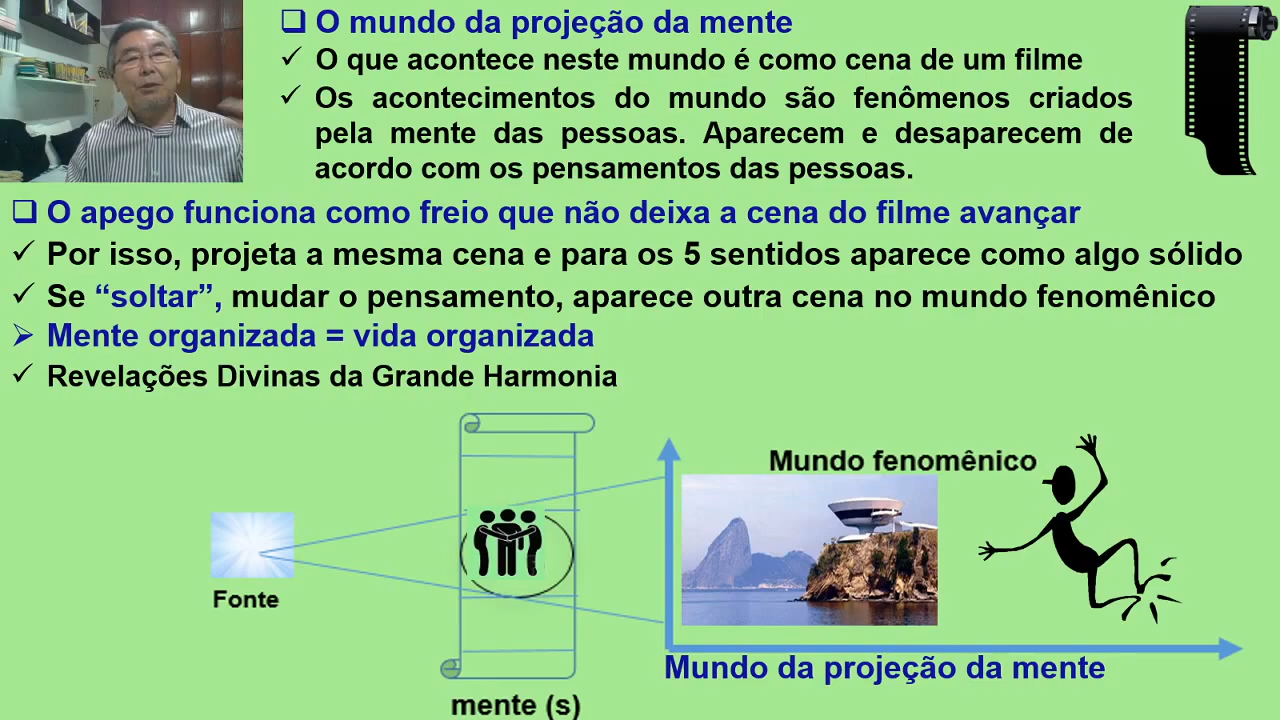 O mundo da projeção da mente
O que acontece neste mundo é como cena de um filme
Os acontecimentos do mundo são fenômenos criados
pela mente das pessoas. Aparecem e desaparecem de
acordo com os pensamentos das pessoas.
O apego funciona como freio que não deixa a cena do filme avançar
Por isso, projeta a mesma cena e para os 5 sentidos aparece como algo sólido
Se “soltar”, mudar o pensamento, aparece outra cena no mundo fenomênico
Mente organizada = vida organizada
Revelações Divinas da Grande Harmonia
Mundo fenomênico
Fonte
Mundo da projeção da mente
mente (s)